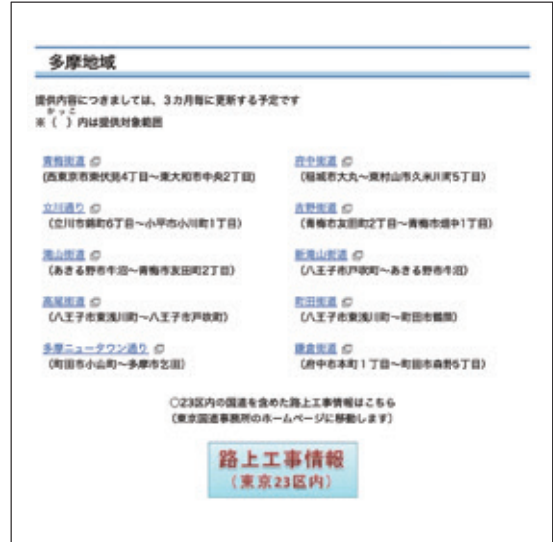 多摩地域
提供内容につきましては、3カ月毎に更新する予定です
かっこ
※( )内は提供対象範囲
青梅街道
(西東京市東伏見4丁目～東大和市中央2丁目)
府中街道
(稲城市大丸～東村山市久米川町5丁目)
立川通り
(立川市錦町6丁目～小平市小川町1丁目)
吉野街道
(青梅市友田町2丁目～青梅市畑中1丁目)
滝山街道
(あきる野市牛沼～青梅市友田町2丁目)
新滝山街道
(八王子市戸吹町～あきる野市牛沼)
高尾街道
(八王子市東浅川町～八王子市戸吹町)
町田街道
(八王子市東浅川町～町田市鶴間)
多摩ニュータウン通り
(町田市小山町～多摩市乞田)
鎌倉街道
(府中市本町1丁目～町田市森野5丁目)
○23区内の国道を含めた路上工事情報はこちら
(東京国道事務所のホームページに移動します)
路上工事情報
(東京23区内)